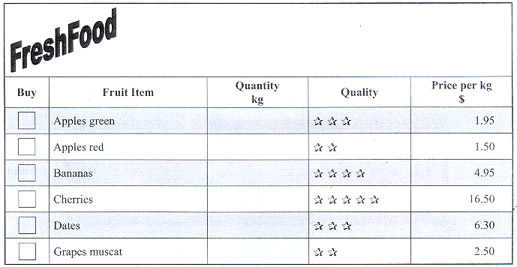 FreshFood
Buy Fruit Item Quantity kg Quality Price per kg $
Apples green ☆ ☆ ☆ 1.95
Apples red ☆ ☆ 1.50
Bananas ☆ ☆ ☆ ☆ 4.95
Cherries ☆ ☆ ☆ ☆ ☆ 16.50
Dates ☆ ☆ ☆ 6.30
Grapes muscat ☆ ☆ 2.50